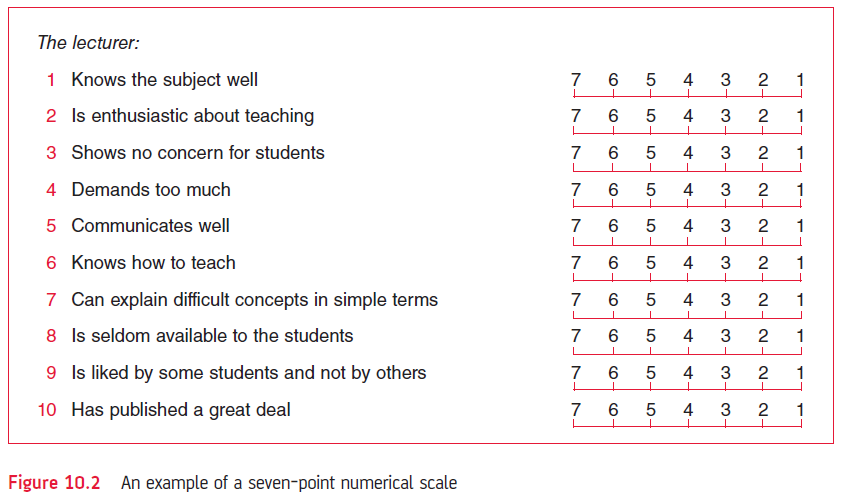 The lecturer:
1 Knows the subject well 7 6 5 4 3 2 1
2 Is enthusiastic about teaching 7 6 5 4 3 2 1
3 Shows no concern for students 7 6 5 4 3 2 1
4 Demands too much 7 6 5 4 3 2 1
5 Communicates well 7 6 5 4 3 2 1
6 Knows how to teach 7 6 5 4 3 2 1
7 Can explain difficult concepts in simple terms 7 6 5 4 3 2 1
8 Is seldom available to the students 7 6 5 4 3 2 1
9 Is liked by some students and not by others 7 6 5 4 3 2 1
10 Has published a great deal 7 6 5 4 3 2 1
Figure 10.2 An example of a seven-point numerical scale